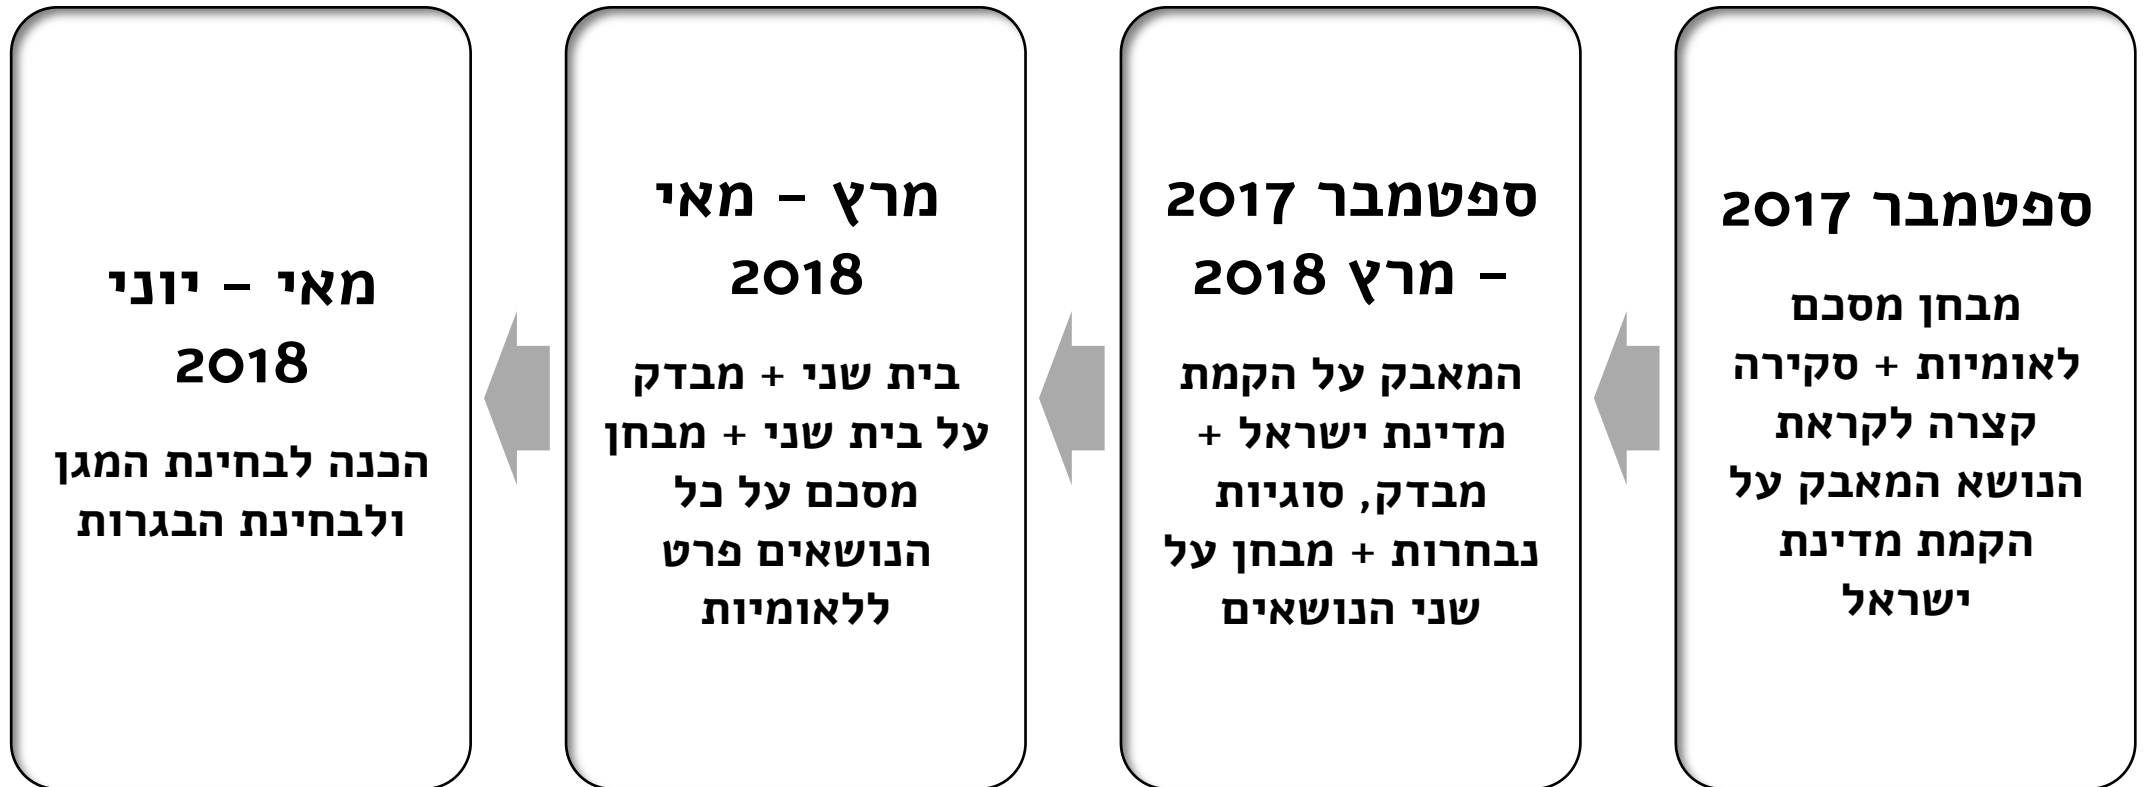 ספטמבר 2017
מבחן מסכם
לאומיות + סקירה
קצרה לקראת
הנושא המאבק על
הקמת מדינת
ישראל
ספטמבר 2017
– מרץ 2018
המאבק על הקמת
מדינת ישראל +
מבדק, סוגיות
נבחרות + מבחן על
שני הנושאים
מרץ – מאי
2018
בית שני + מבדק
על בית שני + מבחן
מסכם על כל
הנושאים פרט
ללאומיות
מאי – יוני
2018
הכנה לבחינת המגן
ולבחינת הבגרות